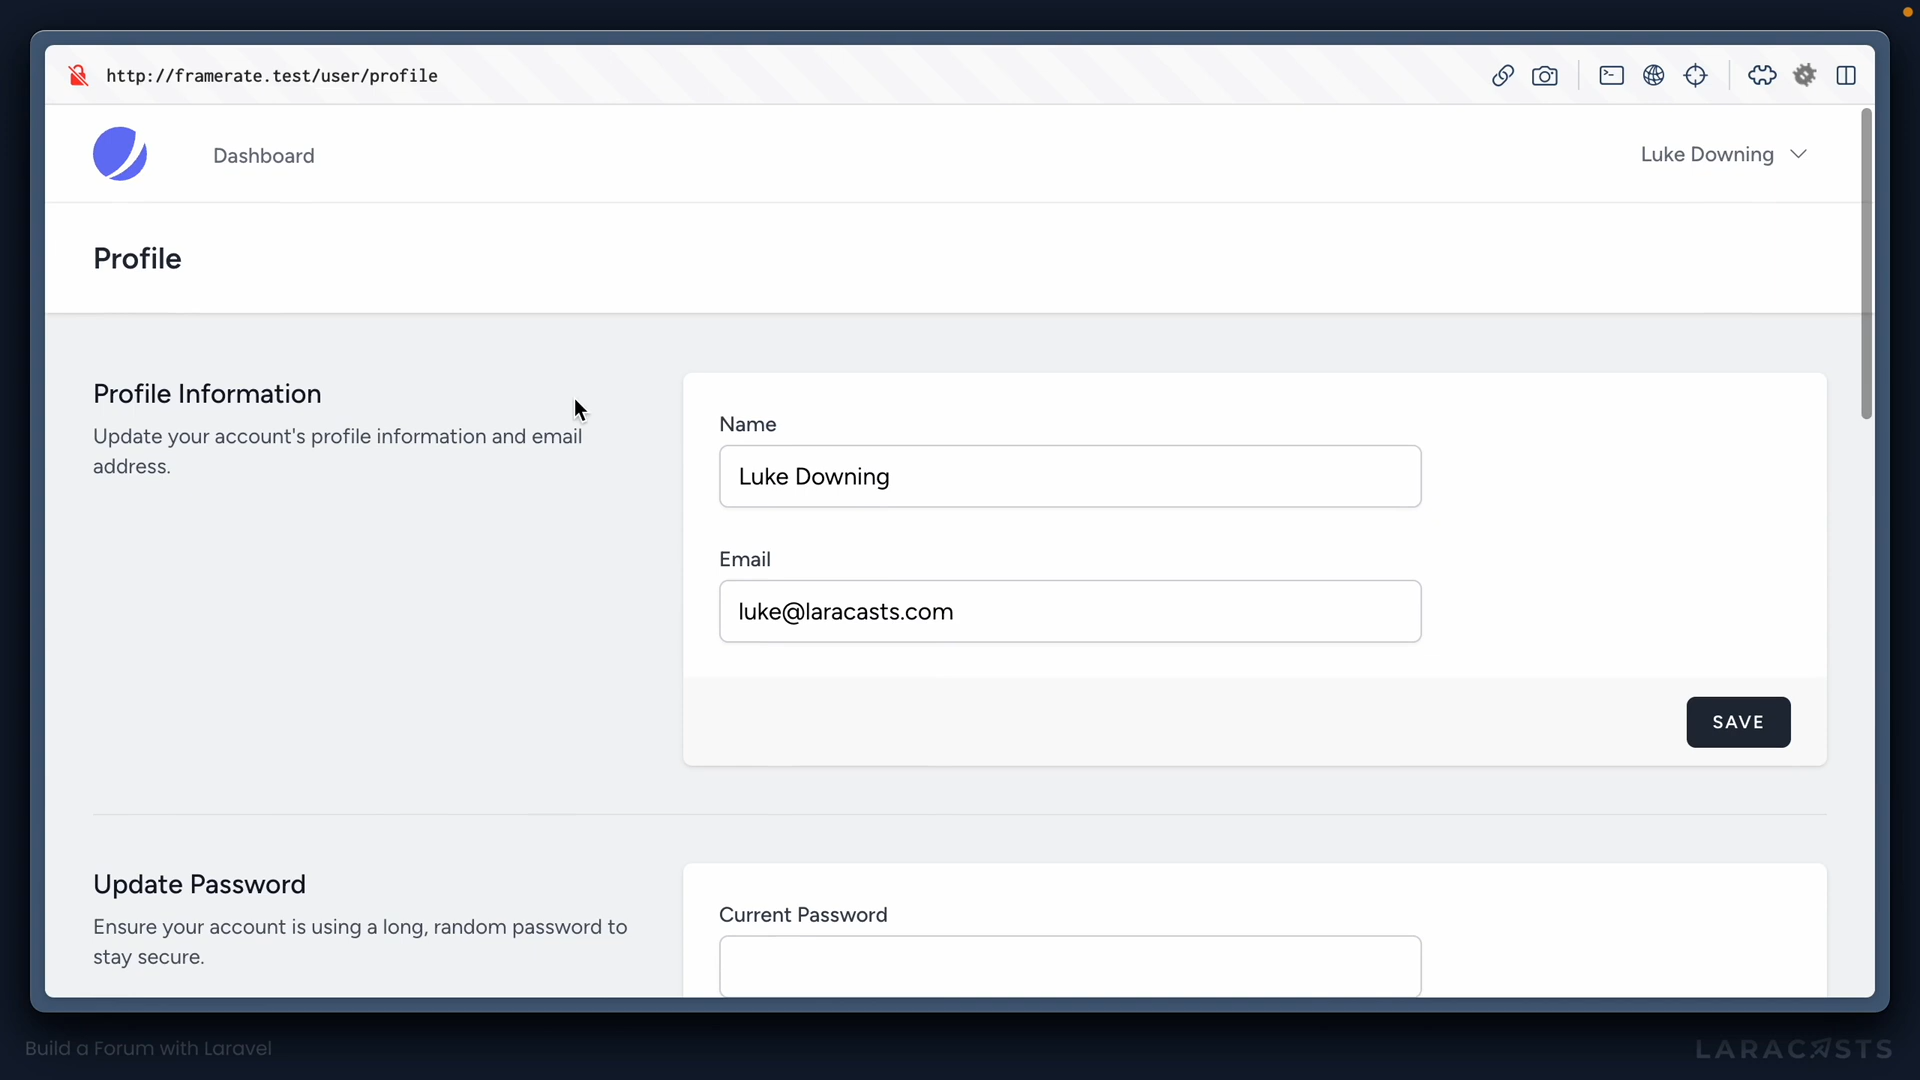 http://framerate.test/user/profile
Dashboard
Luke Downing
Profile
Profile Information
Update your account's profile information and email
address.
Name
Luke Downing
Email
luke@laracasts.com
SAVE
Update Password
Ensure your account is using a long, random password to
stay secure.
Current Password
Build a Forum with Laravel
LARACASTS